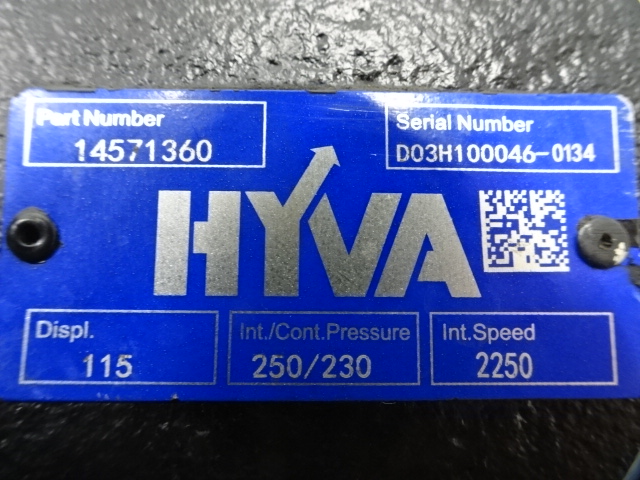 Part Number
14571360
Serial Number
D03H100046-0134
HYVA
Displ.
115
Int./Cont.Pressure
250/230
Int.Speed
2250